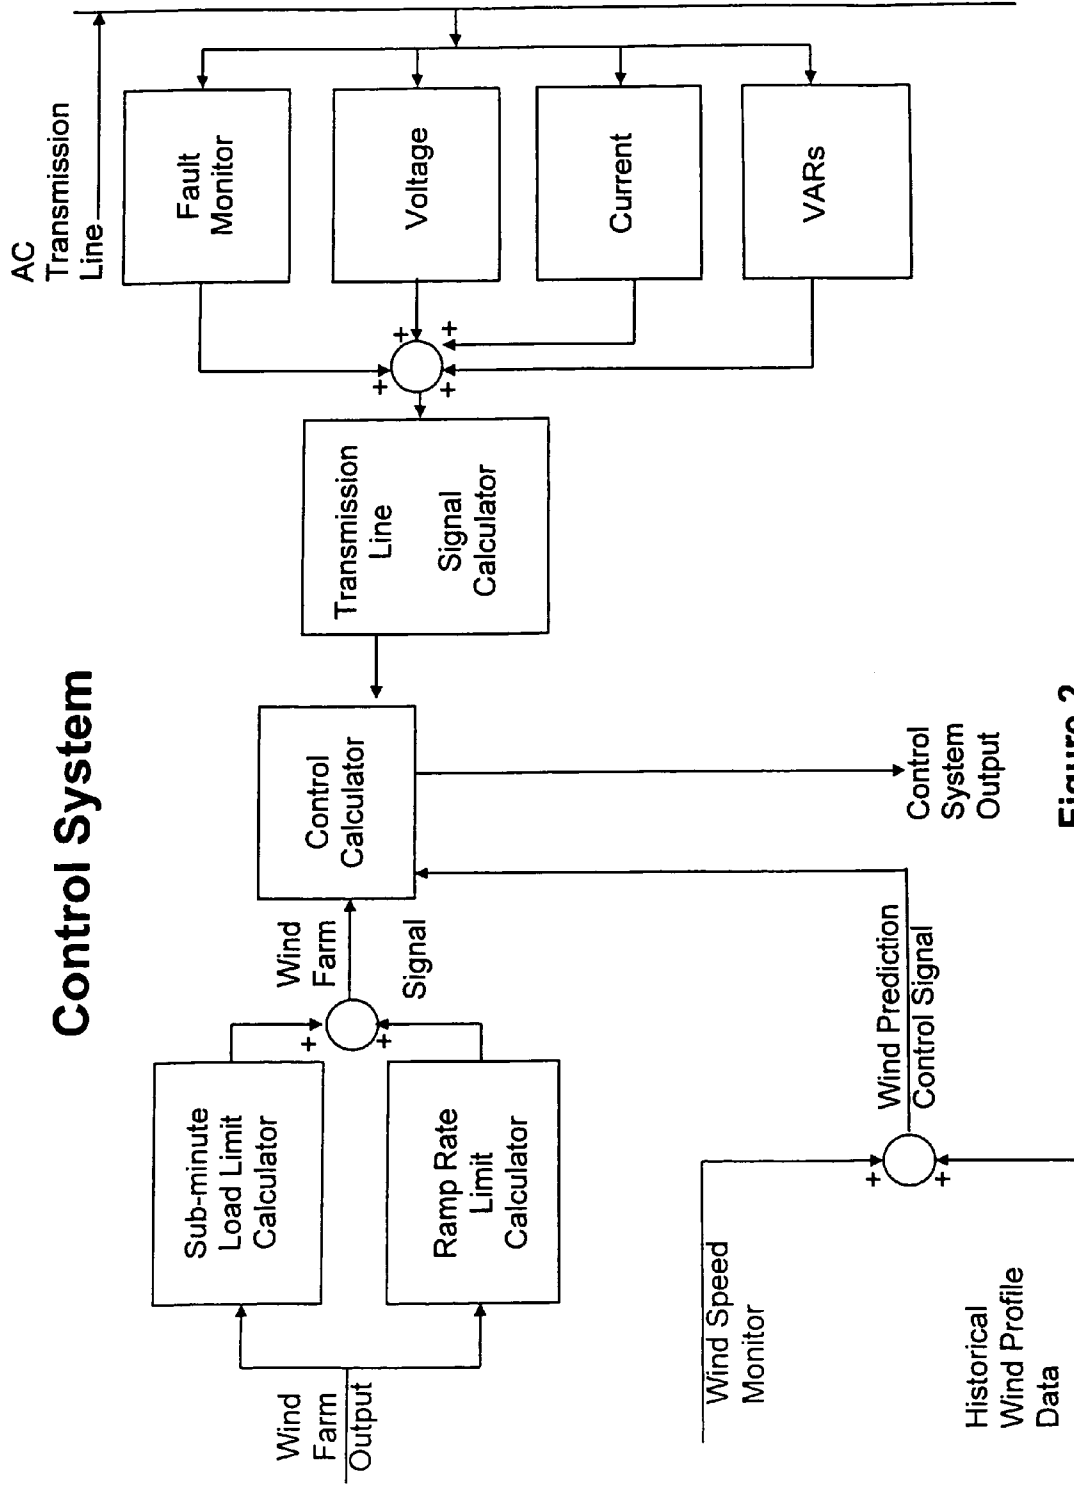 Control System
Wind
Farm
Output
Sub-minute
Load Limit
Calculator
Ramp Rate
Limit
Calculator
+
+
Wind
Farm
Signal
Control
Calculator
Transmission
Line
Signal
Calculator
+
+
+
+
AC
Transmission
Line
Fault
Monitor
Voltage
Current
VARs
Wind Speed
Monitor
Historical
Wind Profile
Data
+
+
Wind Prediction
Control Signal
Control
System
Output
Figure 2